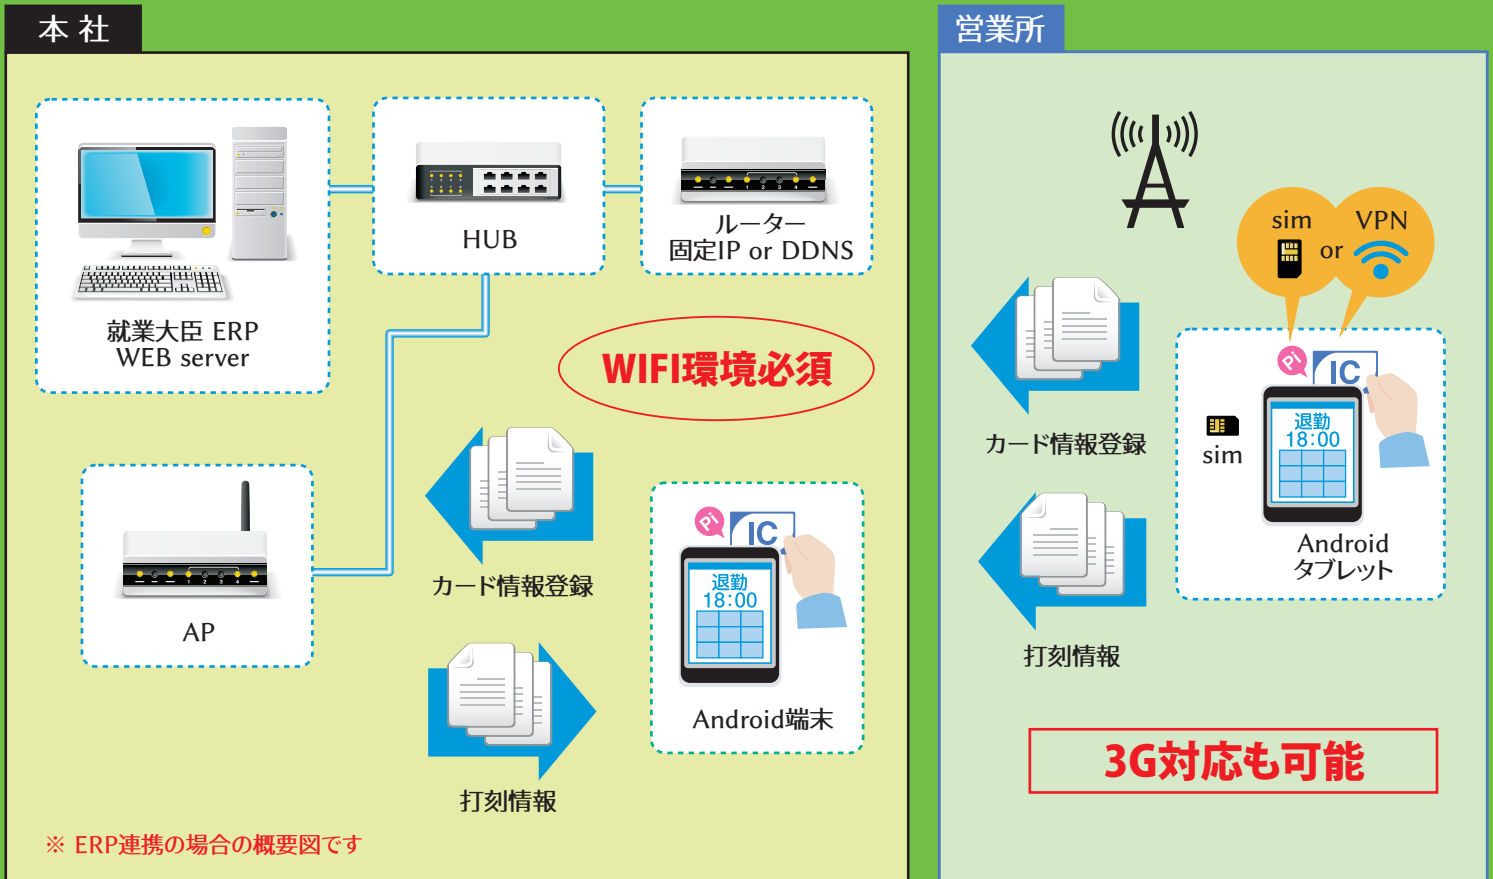 本 社
就業大臣 ERP
WEB server
HUB
ルーター
固定IP or DDNS
WIFI環境必須
AP
カード情報登録
打刻情報
Pi
IC
退勤
18:00
Android端末
※ ERP連携の場合の概要図です
営業所
sim
or
VPN
カード情報登録
打刻情報
Pi
IC
退勤
18:00
sim
Android
タブレット
3G対応も可能